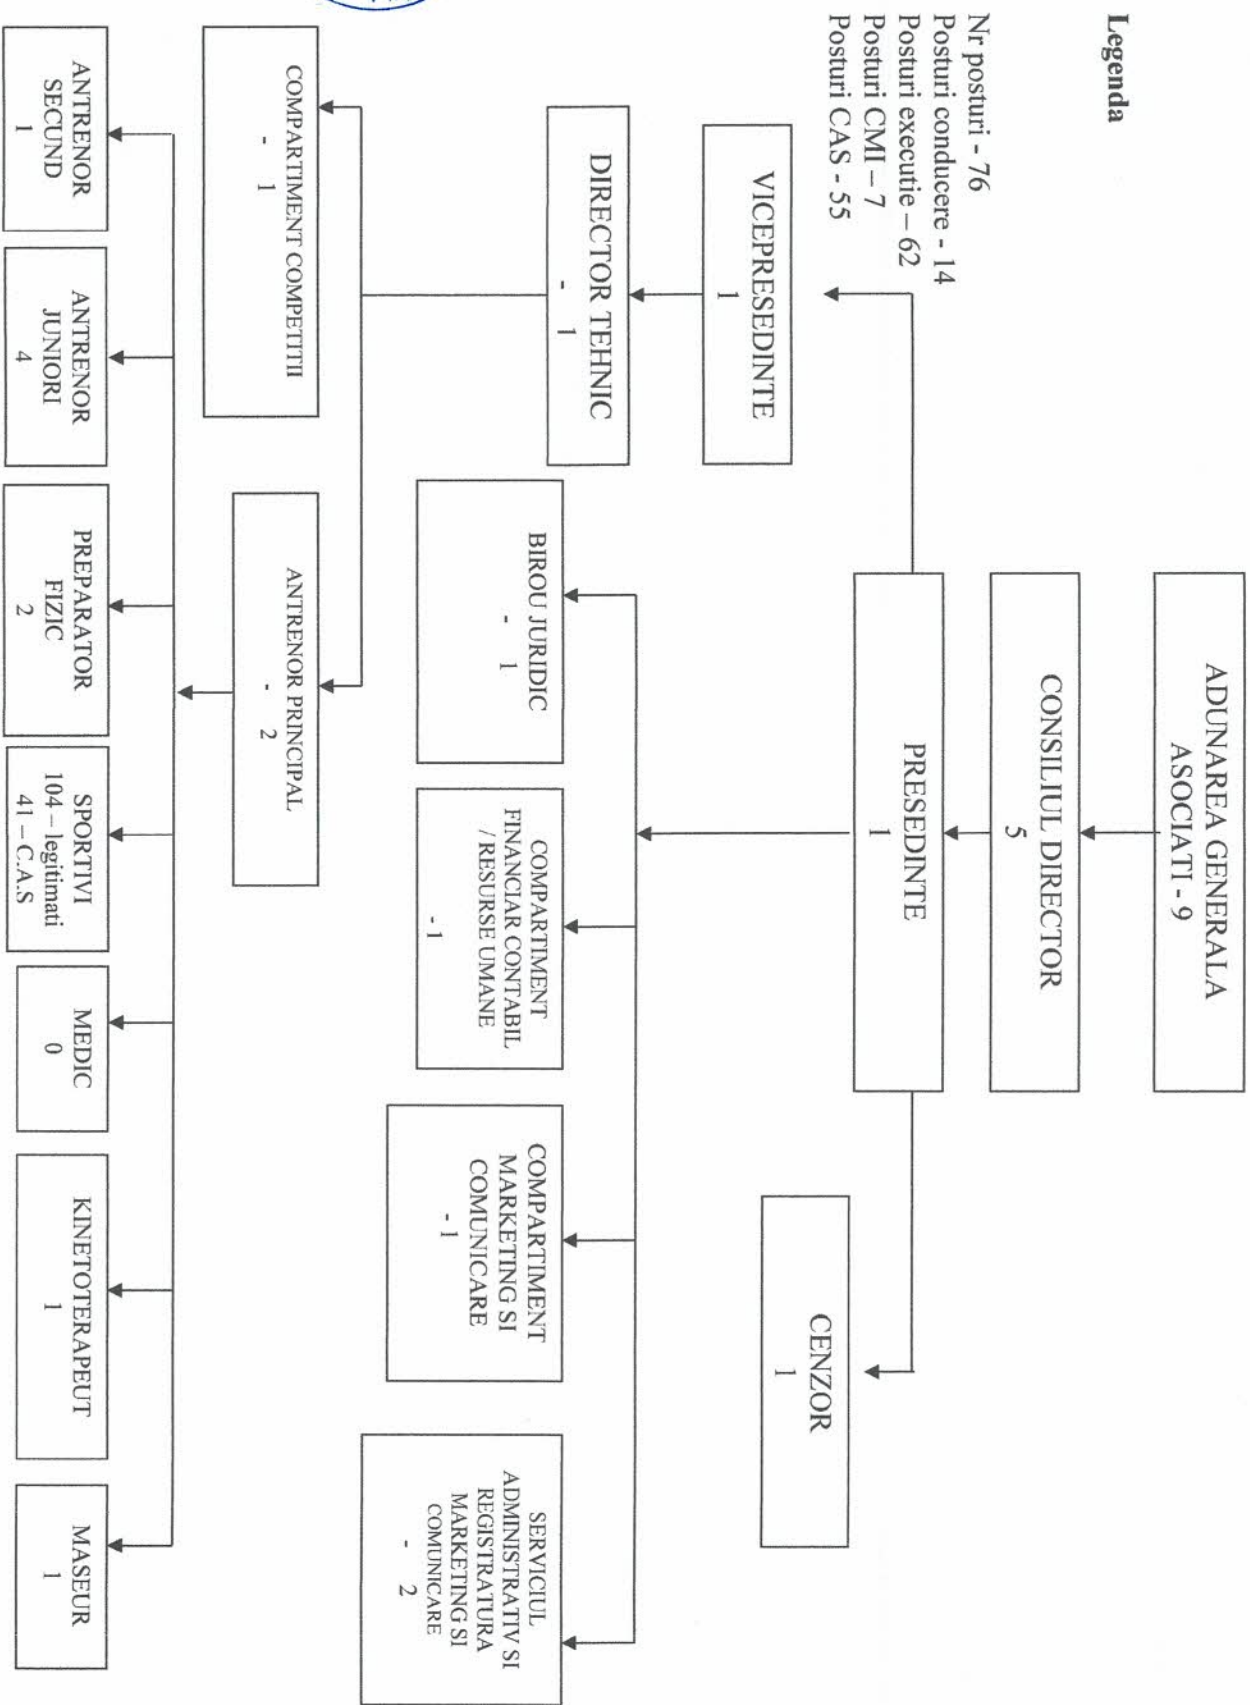 Legenda
Nr posturi - 76
Posturi conducere - 14
Posturi executie – 62
Posturi CMI – 7
Posturi CAS - 55
ADUNAREA GENERALA
ASOCIATI - 9
CONSILIUL DIRECTOR
5
PRESEDINTE
1
VICEPRESEDINTE
1
CENZOR
1
DIRECTOR TEHNIC
- 1
BIROU JURIDIC
- 1
COMPARTIMENT
FINANCIAR CONTABIL
/ RESURSE UMANE
- 1
COMPARTIMENT
MARKETING SI
COMUNICARE
- 1
SERVICIUL
ADMINISTRATIV SI
REGISTRATURA
MARKETING SI
COMUNICARE
- 2
COMPARTIMENT COMPETITII
- 1
ANTRENOR PRINCIPAL
- 2
ANTRENOR
SECUND
1
ANTRENOR
JUNIORI
4
PREPARATOR
FIZIC
2
SPORTIVI
104 – legitimati
41 – C.A.S
MEDIC
0
KINETOTERAPEUT
1
MASEUR
1